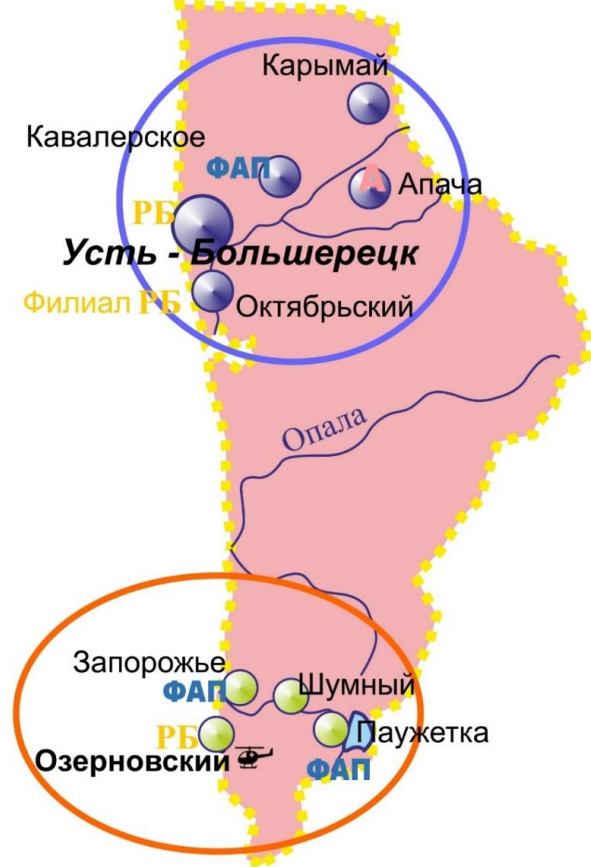 Карымай
Кавалерское
ФАП
А Апача
РБ
Усть - Большерецк
Филиал РБ Октябрьский
Опала
Запорожье
ФАП
Шумный
РБ
Паужетка
Озерновский
ФАП